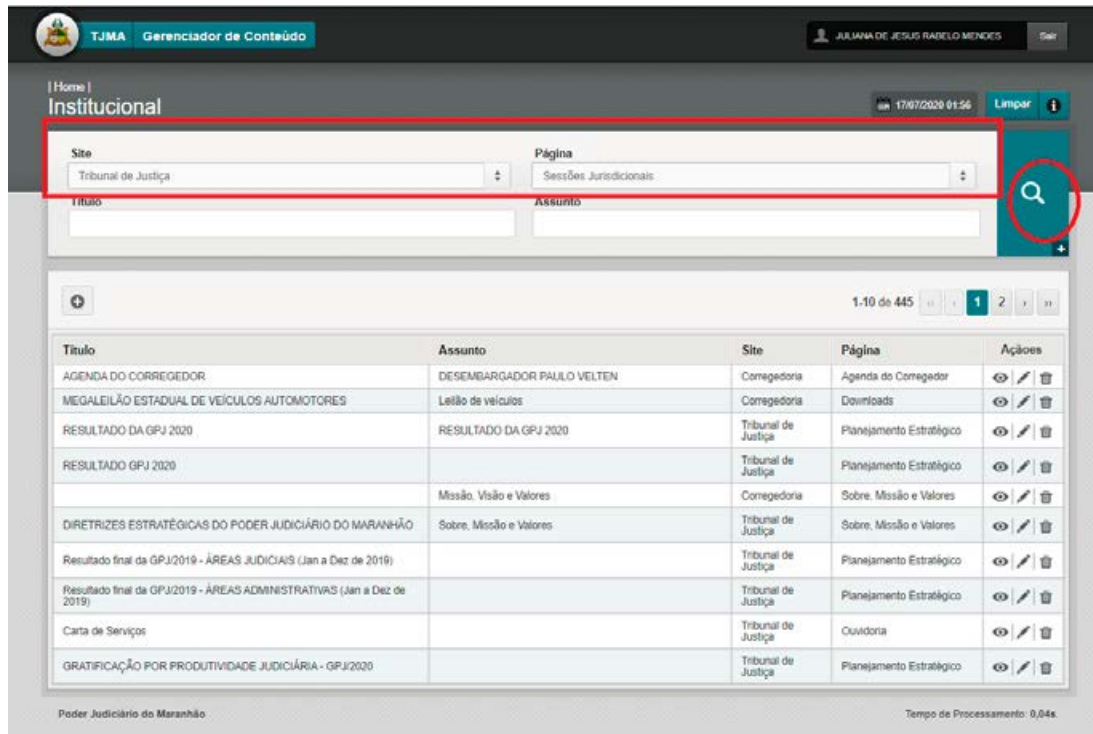 TJMA Gerenciador de Conteúdo
JULIANA DE JESUS RABELO MENDES Sair
| Home |
Institucional
17/07/2020 01:56 Limpar
Site Página
Tribunal de Justiça Sessões Jurisdicionais
Título Assunto
1-10 de 445 1 2
Título Assunto Site Página Açãoes
AGENDA DO CORREGEDOR DESEMBARGADOR PAULO VELTEN Corregedoria Agenda do Corregedor
MEGALEILÃO ESTADUAL DE VEÍCULOS AUTOMOTORES Leilão de veiculos Corregedoria Downloads
RESULTADO DA GPJ 2020 RESULTADO DA GPJ 2020 Tribunal de Justiça Planejamento Estratégico
RESULTADO GPJ 2020 Tribunal de Justiça Planejamento Estratégico
Missão, Visão e Valores Corregedoria Sobre, Missão e Valores
DIRETRIZES ESTRATÉGICAS DO PODER JUDICIÁRIO DO MARANHÃO Sobre, Missão e Valores Tribunal de Justiça Sobre, Missão e Valores
Resultado final da GPJ/2019 - ÁREAS JUDICIAIS (Jan a Dez de 2019) Tribunal de Justiça Planejamento Estratégico
Resultado final da GPJ/2019 - ÁREAS ADMINISTRATIVAS (Jan a Dez de 2019) Tribunal de Justiça Planejamento Estratégico
Carta de Serviços Tribunal de Justiça Ouvidoria
GRATIFICAÇÃO POR PRODUTIVIDADE JUDICIÁRIA - GPJ/2020 Tribunal de Justiça Planejamento Estratégico
Poder Judiciário do Maranhão Tempo de Processamento: 0,04s.